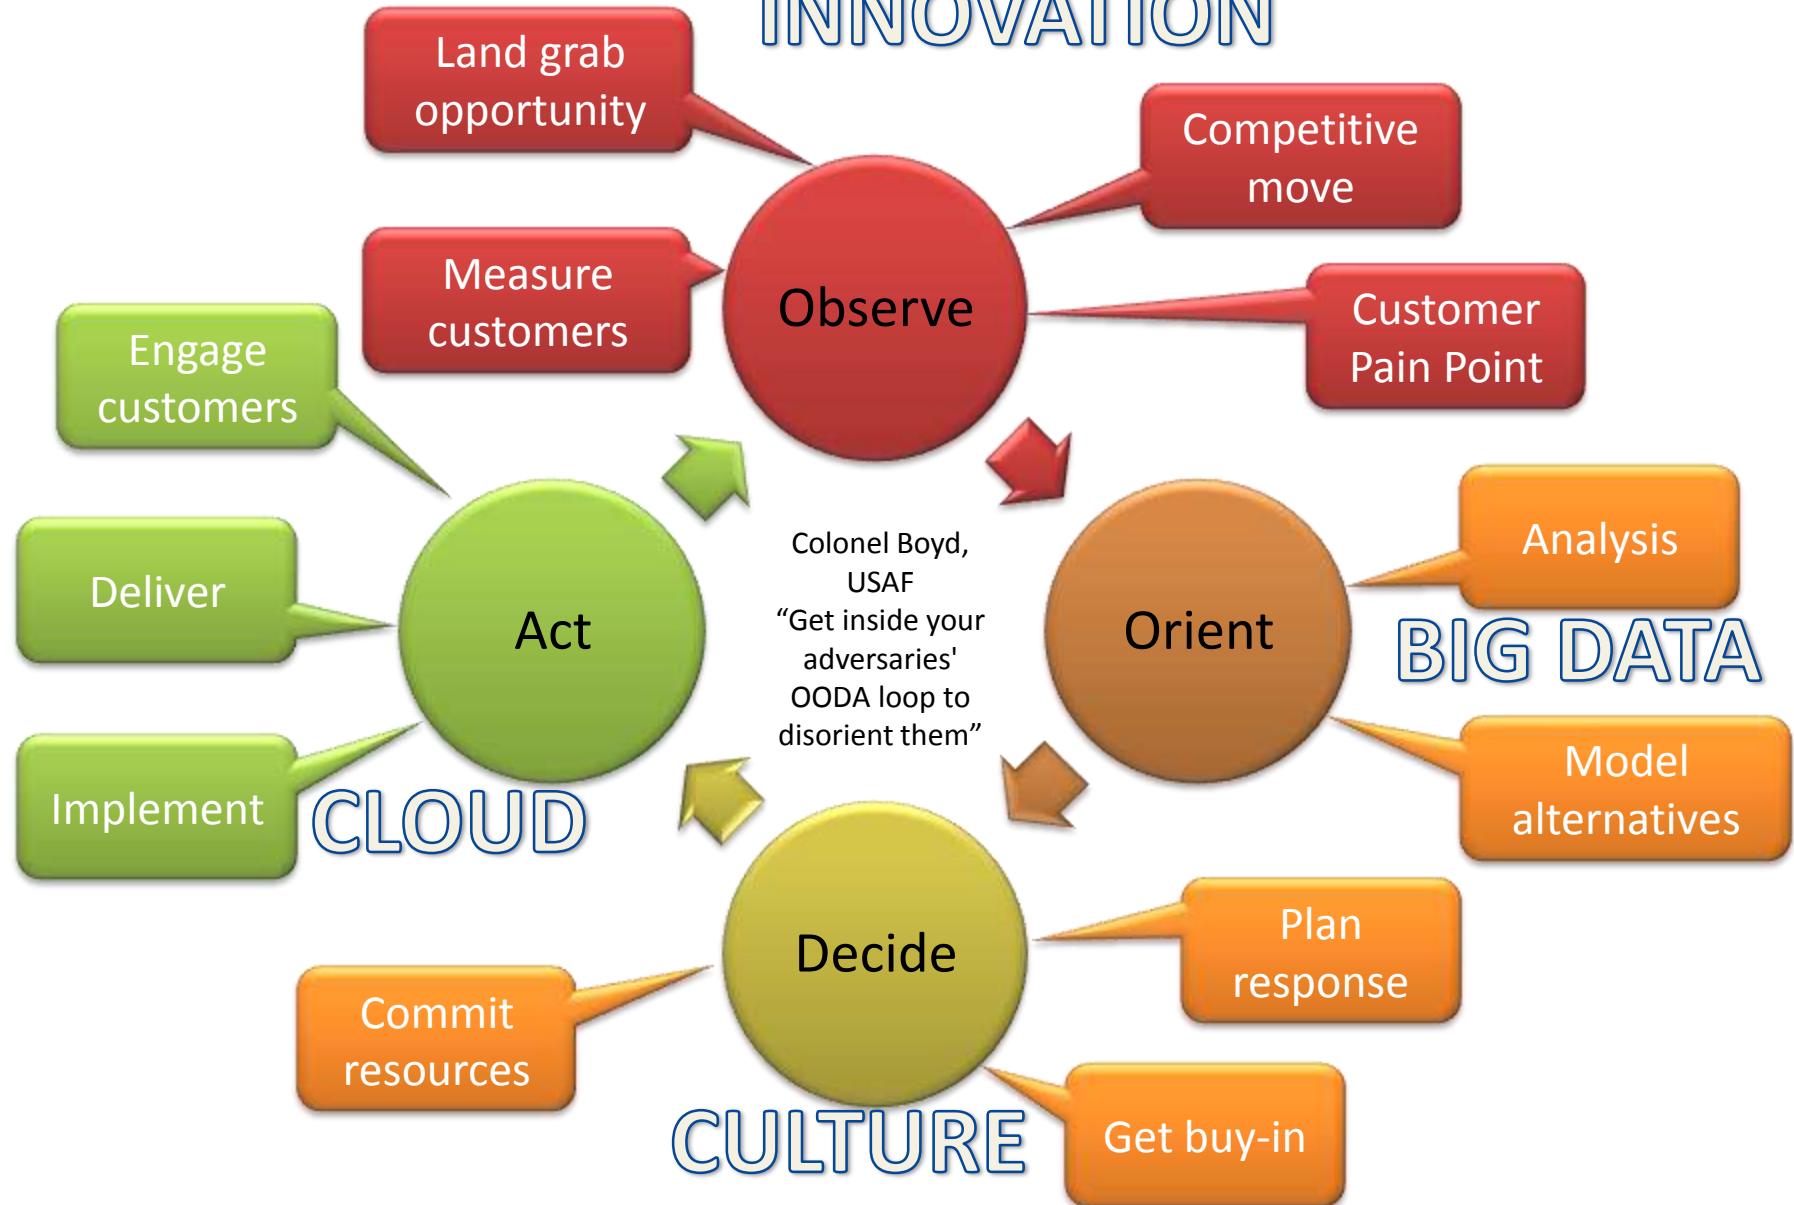 INNOVATION
Land grab
opportunity
Competitive
move
Measure
customers
Observe
Customer
Pain Point
Engage
customers
Analysis
Colonel Boyd,
USAF
“Get inside your
adversaries'
OODA loop to
disorient them”
Deliver
Act
Orient
BIG DATA
Model
alternatives
Implement
CLOUD
Plan
response
Decide
Commit
resources
CULTURE
Get buy-in